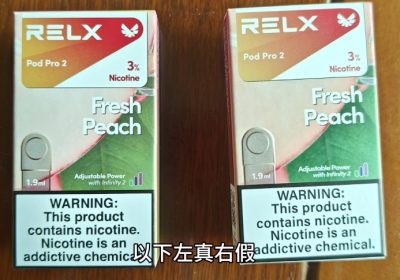 RELX
Pod Pro 2
3%
Nicotine
Fresh
Peach
1.9ml
Adjustable Power
with Infinity 2
WARNING:
This product
contains nicotine.
Nicotine is an
addictive chemical.
RELX
Pod Pro 2
3%
Nicotine
Fresh
Peach
1.9ml
Adjustable Power
with Infinity 2
WARNING:
This product
contains nicotine.
Nicotine is an
addictive chemical.
以下左真右假